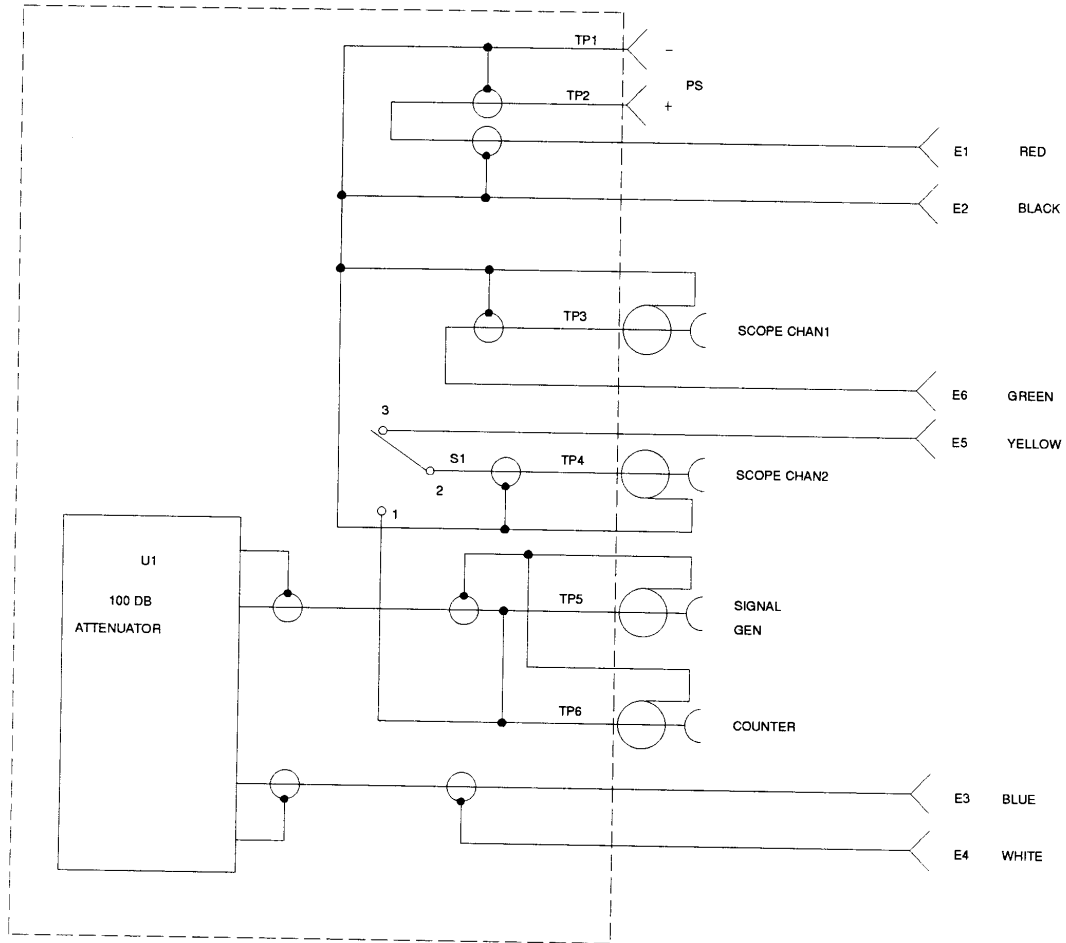 TP1 −
PS
TP2 +
E1 RED
E2 BLACK
TP3 SCOPE CHAN1
E6 GREEN
3
E5 YELLOW
S1 TP4 SCOPE CHAN2
2
1
U1
100 DB
ATTENUATOR
TP5 SIGNAL
GEN
TP6 COUNTER
E3 BLUE
E4 WHITE